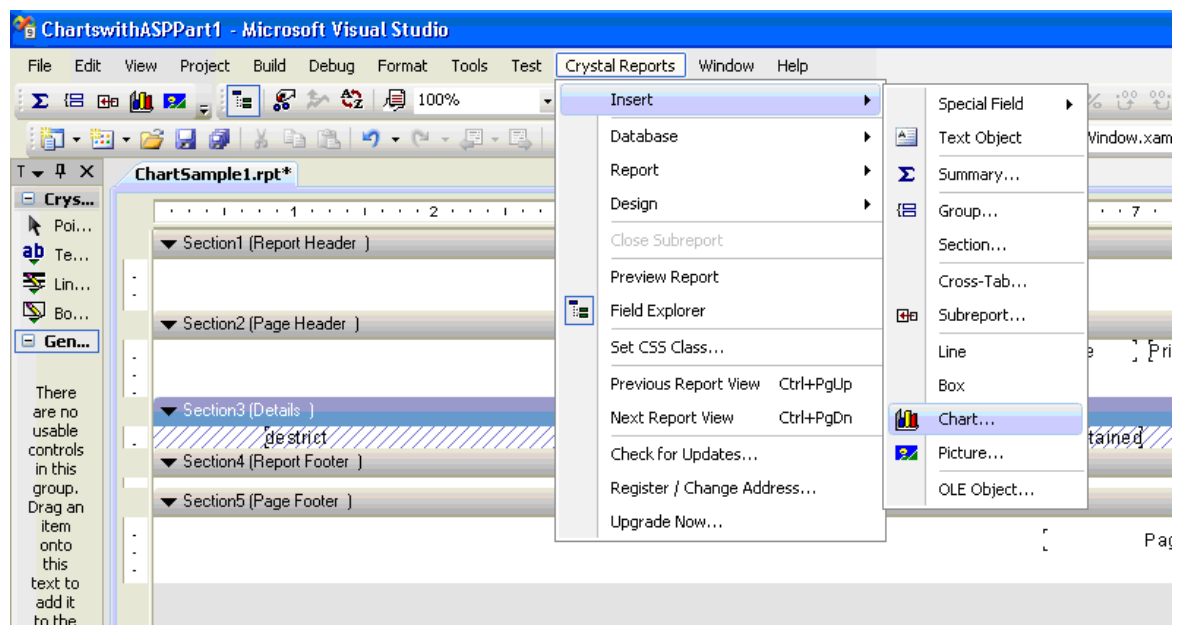 ChartswithASPPart1 - Microsoft Visual Studio
File Edit View Project Build Debug Format Tools Test Crystal Reports Window Help
100%
Window.xam
T
ChartSample1.rpt*
Crys...
Poi...
Te...
Lin...
Bo...
Gen...
There
are no
usable
controls
in this
group.
Drag an
item
onto
this
text to
add it
to the
1 2 7
Section1 (Report Header )
Section2 (Page Header )
Pri
Section3 (Details )
destrict
tained
Section4 (Report Footer )
Section5 (Page Footer )
Pag
Insert
Database
Report
Design
Close Subreport
Preview Report
Field Explorer
Set CSS Class...
Previous Report View Ctrl+PgUp
Next Report View Ctrl+PgDn
Check for Updates...
Register / Change Address...
Upgrade Now...
Special Field
Text Object
Summary...
Group...
Section...
Cross-Tab...
Subreport...
Line
Box
Chart...
Picture...
OLE Object...